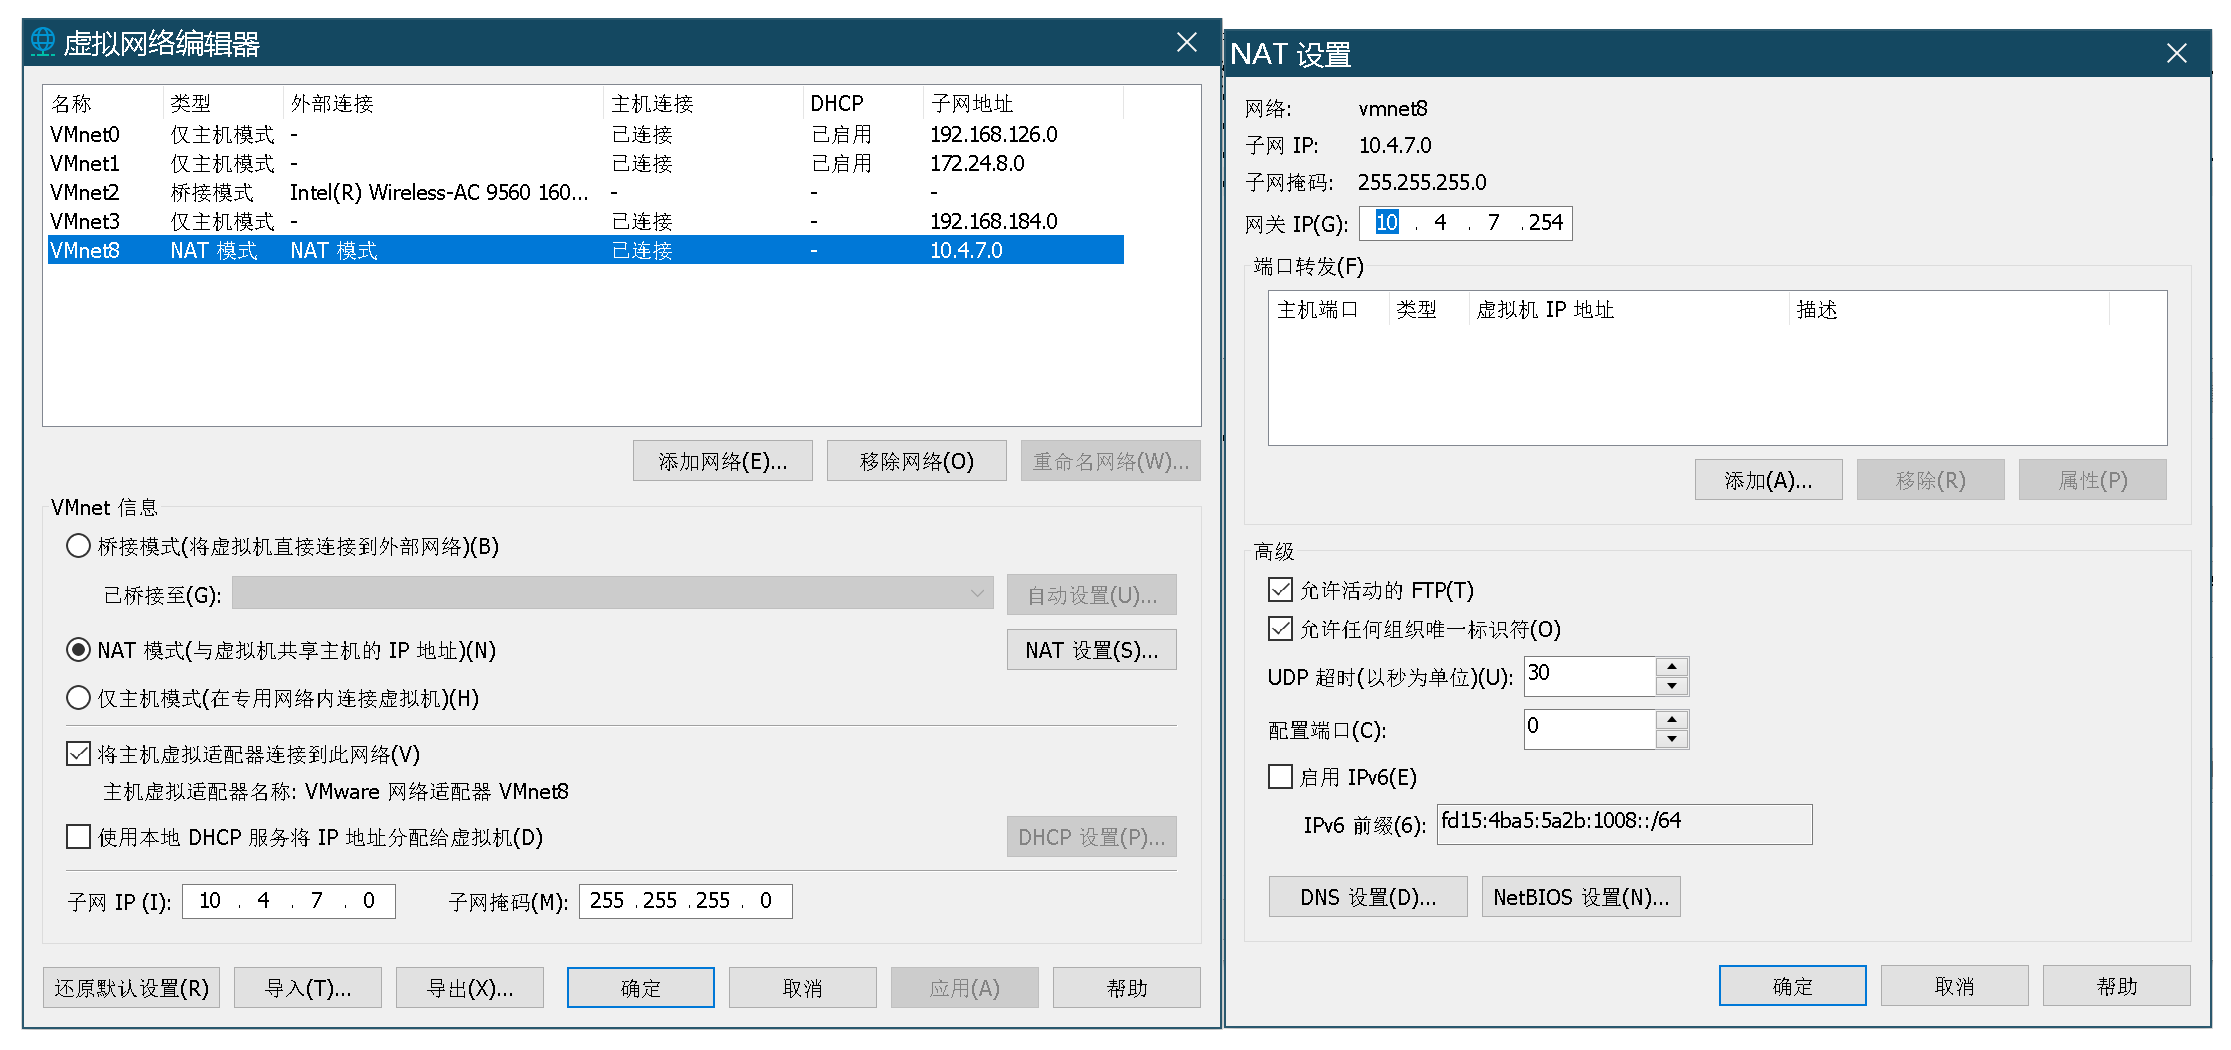 虚拟网络编辑器
名称 类型 外部连接 主机连接 DHCP 子网地址
VMnet0 仅主机模式 - 已连接 已启用 192.168.126.0
VMnet1 仅主机模式 - 已连接 已启用 172.24.8.0
VMnet2 桥接模式 Intel(R) Wireless-AC 9560 160... - - -
VMnet3 仅主机模式 - 已连接 - 192.168.184.0
VMnet8 NAT 模式 NAT 模式 已连接 - 10.4.7.0
添加网络(E)... 移除网络(O) 重命名网络(W)...
VMnet 信息
桥接模式(将虚拟机直接连接到外部网络)(B)
已桥接至(G): 自动设置(U)...
NAT 模式(与虚拟机共享主机的 IP 地址)(N) NAT 设置(S)...
仅主机模式(在专用网络内连接虚拟机)(H)
将主机虚拟适配器连接到此网络(V)
主机虚拟适配器名称: VMware 网络适配器 VMnet8
使用本地 DHCP 服务将 IP 地址分配给虚拟机(D) DHCP 设置(P)...
子网 IP (I): 10 . 4 . 7 . 0 子网掩码(M): 255 .255 .255 . 0
还原默认设置(R) 导入(T)... 导出(X)... 确定 取消 应用(A) 帮助
NAT 设置
网络: vmnet8
子网 IP: 10.4.7.0
子网掩码: 255.255.255.0
网关 IP(G): 10 . 4 . 7 .254
端口转发(F)
主机端口 类型 虚拟机 IP 地址 描述
添加(A)... 移除(R) 属性(P)
高级
允许活动的 FTP(T)
允许任何组织唯一标识符(O)
UDP 超时(以秒为单位)(U): 30
配置端口(C): 0
启用 IPv6(E)
IPv6 前缀(6): fd15:4ba5:5a2b:1008::/64
DNS 设置(D)... NetBIOS 设置(N)...
确定 取消 帮助